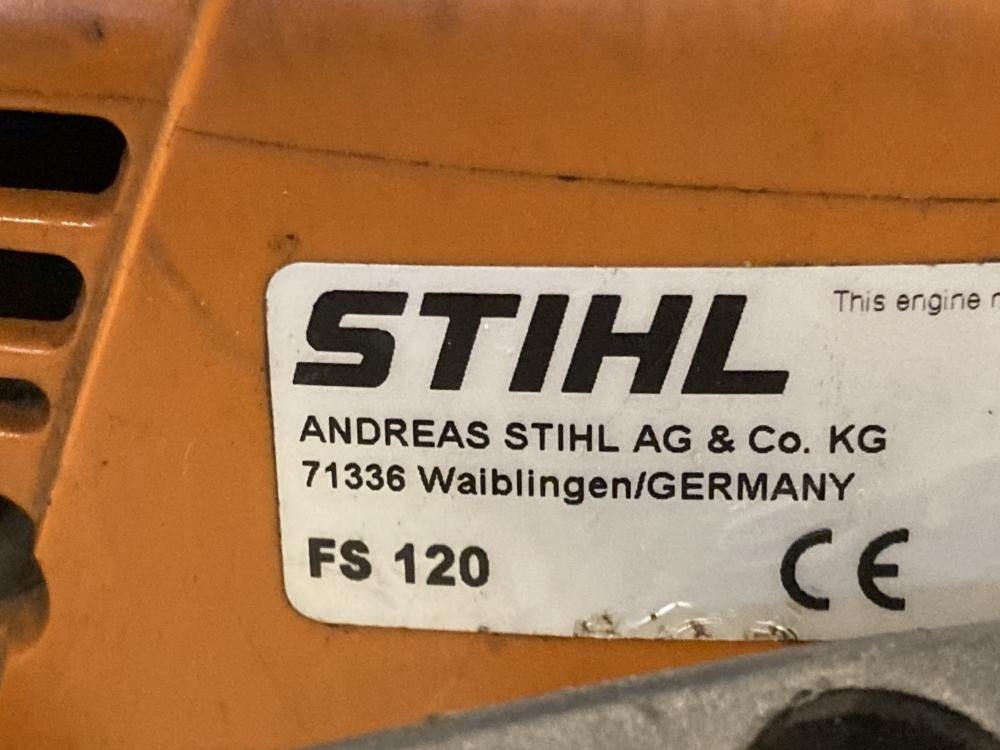 STIHL
This engine
ANDREAS STIHL AG & Co. KG
71336 Waiblingen/GERMANY
FS 120
CE